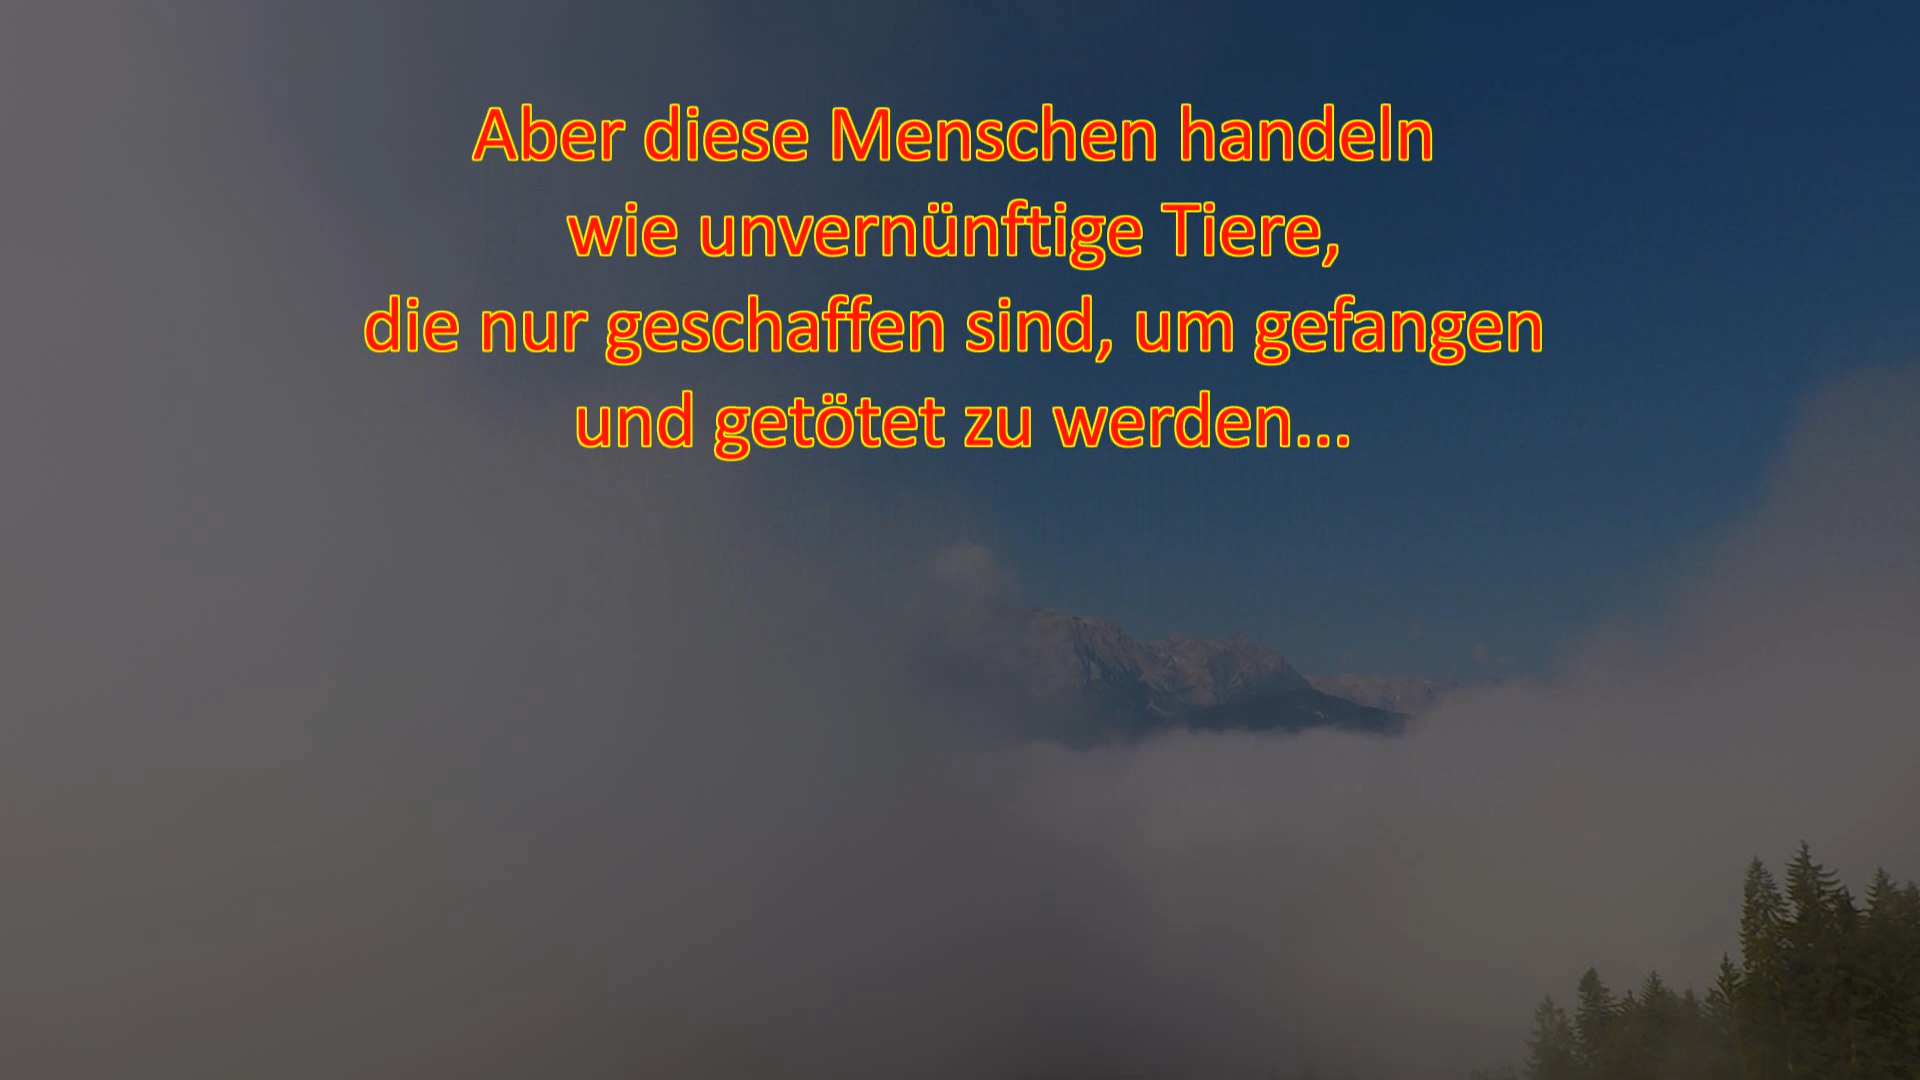 Aber diese Menschen handeln
wie unvernünftige Tiere,
die nur geschaffen sind, um gefangen
und getötet zu werden...